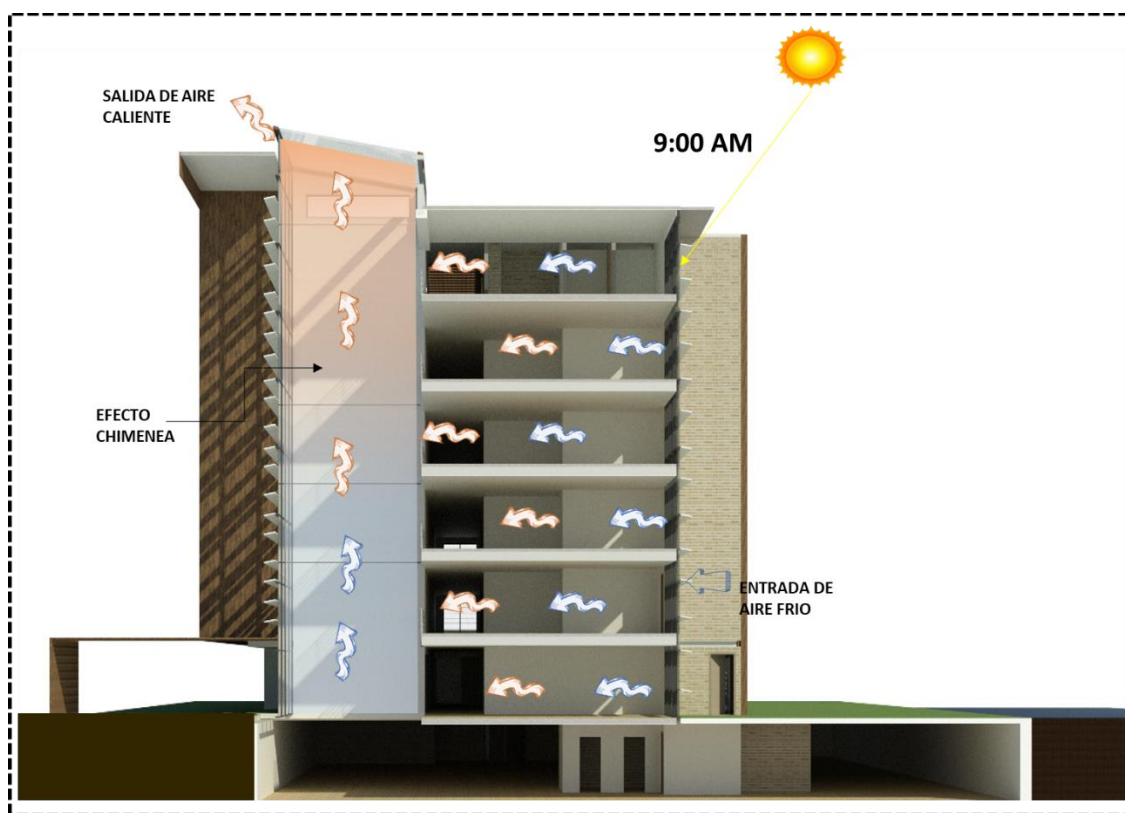 SALIDA DE AIRE
CALIENTE
9:00 AM
EFECTO
CHIMENEA
ENTRADA DE
AIRE FRIO